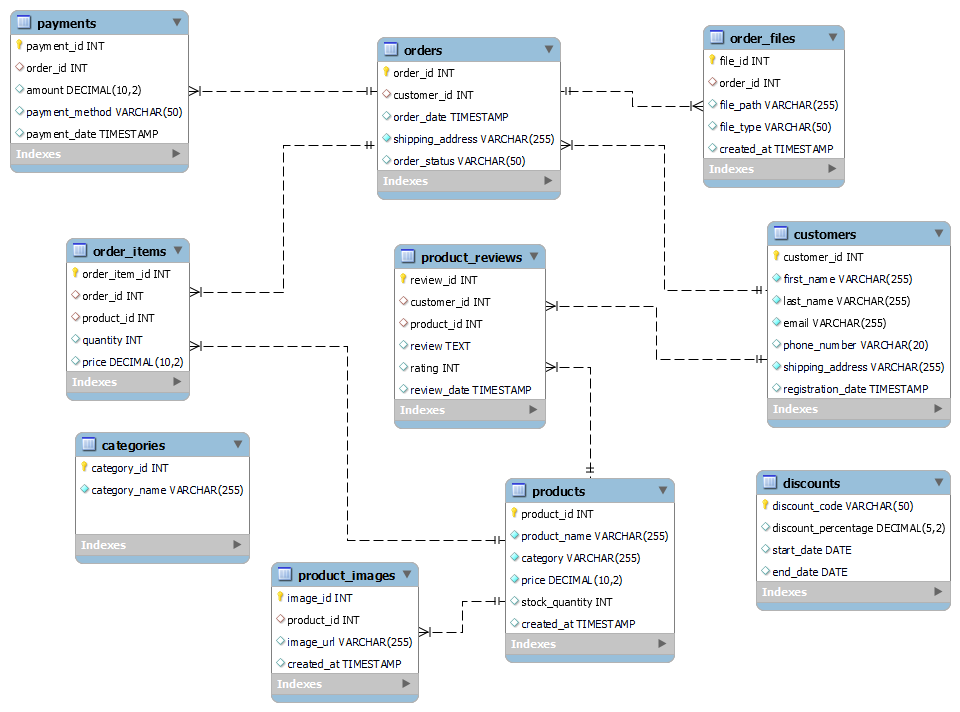 payments
payment_id INT
order_id INT
amount DECIMAL(10,2)
payment_method VARCHAR(50)
payment_date TIMESTAMP
Indexes
orders
order_id INT
customer_id INT
order_date TIMESTAMP
shipping_address VARCHAR(255)
order_status VARCHAR(50)
Indexes
order_files
file_id INT
order_id INT
file_path VARCHAR(255)
file_type VARCHAR(50)
created_at TIMESTAMP
Indexes
order_items
order_item_id INT
order_id INT
product_id INT
quantity INT
price DECIMAL(10,2)
Indexes
product_reviews
review_id INT
customer_id INT
product_id INT
review TEXT
rating INT
review_date TIMESTAMP
Indexes
customers
customer_id INT
first_name VARCHAR(255)
last_name VARCHAR(255)
email VARCHAR(255)
phone_number VARCHAR(20)
shipping_address VARCHAR(255)
registration_date TIMESTAMP
Indexes
categories
category_id INT
category_name VARCHAR(255)
Indexes
products
product_id INT
product_name VARCHAR(255)
category VARCHAR(255)
price DECIMAL(10,2)
stock_quantity INT
created_at TIMESTAMP
Indexes
discounts
discount_code VARCHAR(50)
discount_percentage DECIMAL(5,2)
start_date DATE
end_date DATE
Indexes
product_images
image_id INT
product_id INT
image_url VARCHAR(255)
created_at TIMESTAMP
Indexes